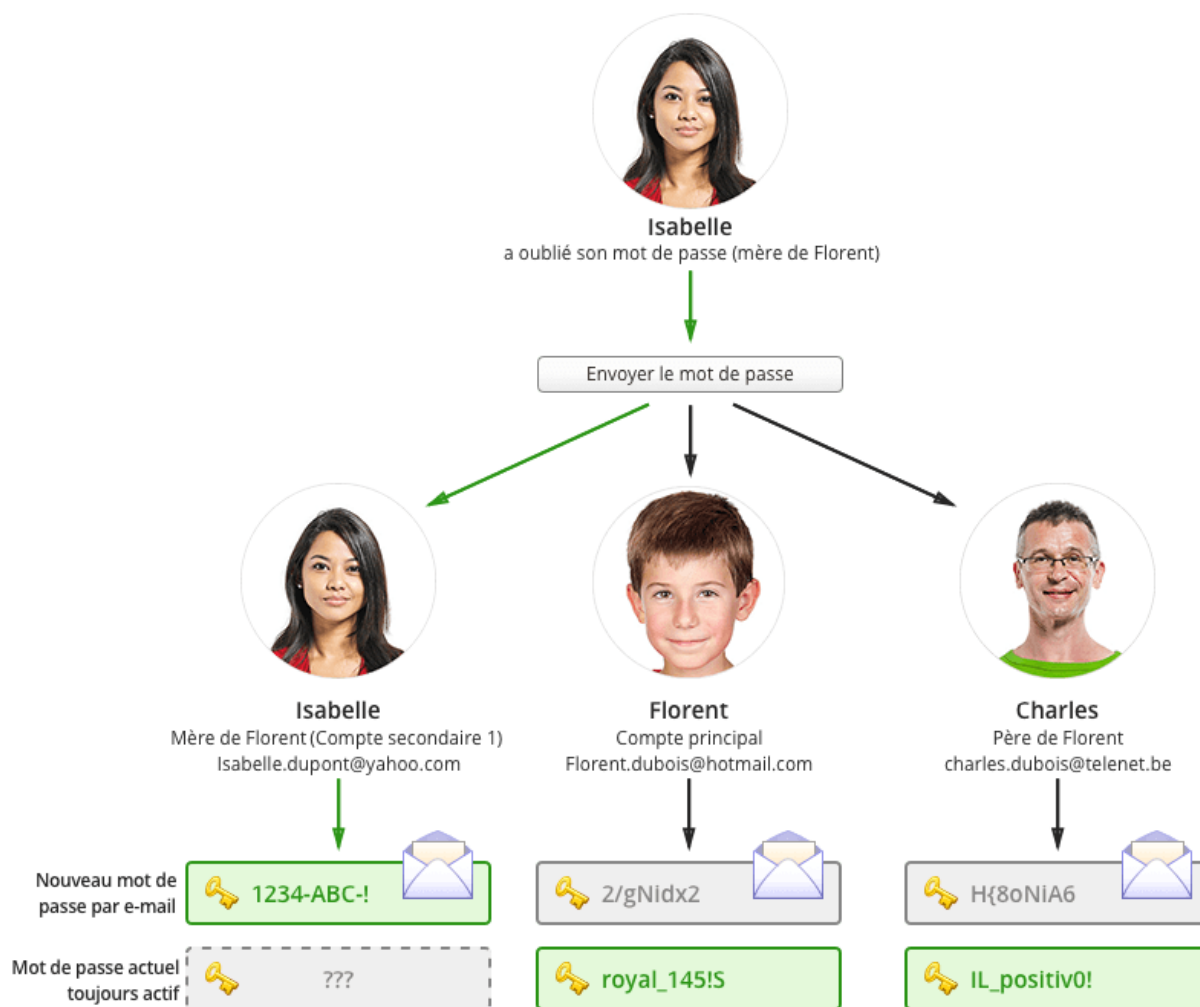 Isabelle
a oublié son mot de passe (mère de Florent)
Envoyer le mot de passe
Isabelle
Mère de Florent (Compte secondaire 1)
Isabelle.dupont@yahoo.com
Florent
Compte principal
Florent.dubois@hotmail.com
Charles
Père de Florent
charles.dubois@telenet.be
Nouveau mot de
passe par e-mail
1234-ABC-!
2/gNidx2
H{8oNiA6
Mot de passe actuel
toujours actif
???
royal_145!S
IL_positiv0!